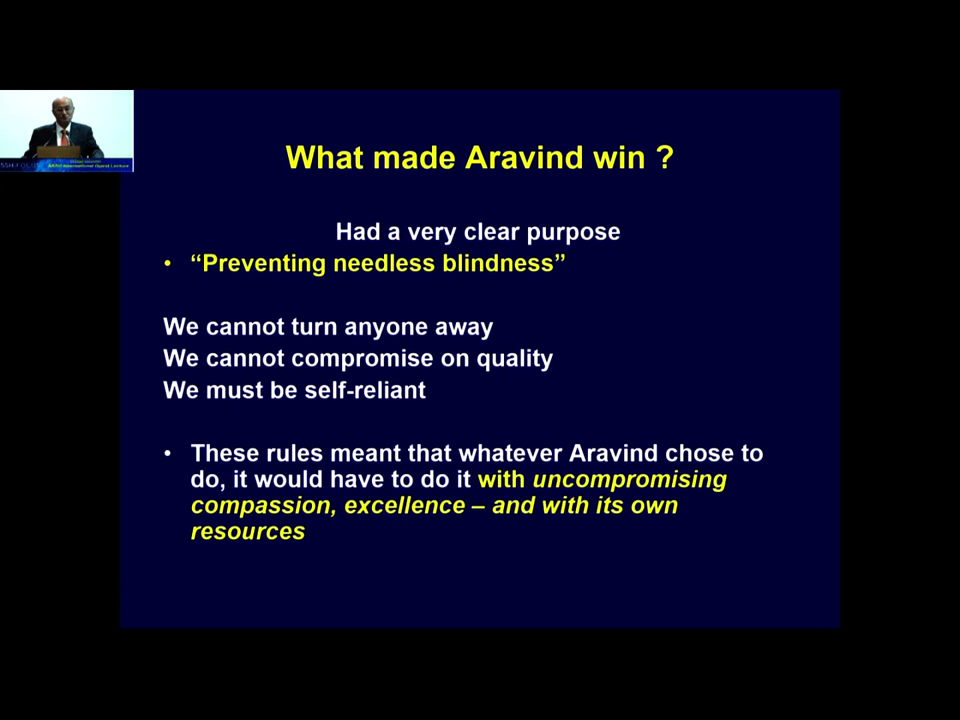 What made Aravind win ?
Had a very clear purpose
• “Preventing needless blindness”
We cannot turn anyone away
We cannot compromise on quality
We must be self-reliant
• These rules meant that whatever Aravind chose to
do, it would have to do it with uncompromising
compassion, excellence – and with its own
resources